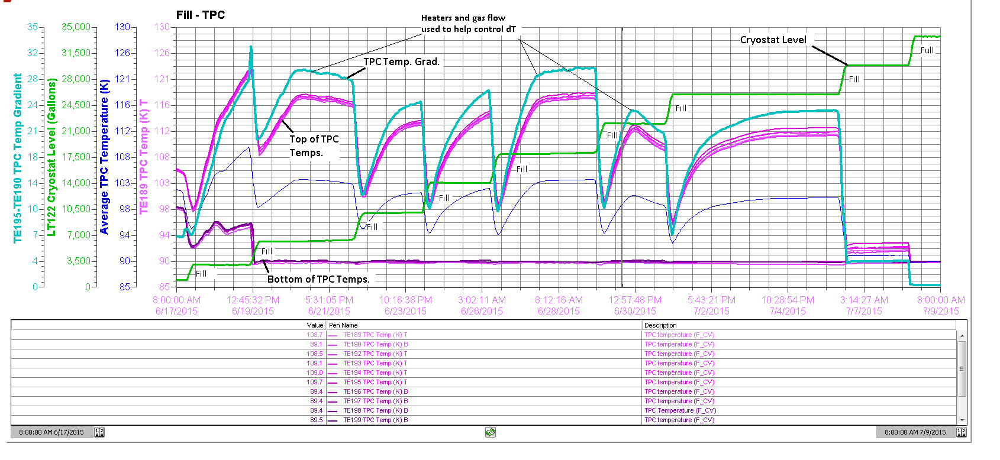 Fill - TPC
Heaters and gas flow
used to help control dT
TPC Temp. Grad.
Cryostat Level
Top of TPC
Temps.
Bottom of TPC Temps.
Fill
Fill
Fill
Fill
Fill
Fill
Fill
Fill
Full
TE195-TE190 TPC Temp Gradient
35
32
28
24
21
18
14
10
7
4
0
LT122 Cryostat Level (Gallons)
35,000
31,500
28,000
24,500
21,000
17,500
14,000
10,500
7,000
3,500
0
Average TPC Temperature (K)
130
126
121
116
112
108
103
98
94
90
85
TE189 TPC Temp (K) T
130
126
121
116
112
108
103
98
94
90
85
8:00:00 AM 12:45:32 PM 5:31:05 PM 10:16:38 PM 3:02:11 AM 8:12:16 AM 12:57:48 PM 5:43:21 PM 10:28:54 PM 3:14:27 AM 8:00:00 AM
6/17/2015 6/19/2015 6/21/2015 6/23/2015 6/26/2015 6/28/2015 6/30/2015 7/2/2015 7/4/2015 7/7/2015 7/9/2015
Value Pen Name Description
108.7 TE189 TPC Temp (K) T TPC temperature (F_CV)
89.1 TE190 TPC Temp (K) B TPC temperature (F_CV)
108.5 TE192 TPC Temp (K) T TPC temperature (F_CV)
109.1 TE193 TPC Temp (K) T TPC temperature (F_CV)
109.0 TE194 TPC Temp (K) T TPC temperature (F_CV)
109.7 TE195 TPC Temp (K) T TPC temperature (F_CV)
89.4 TE196 TPC Temp (K) B TPC temperature (F_CV)
89.4 TE197 TPC Temp (K) B TPC temperature (F_CV)
89.4 TE198 TPC Temp (K) B TPC Temperature (F_CV)
89.5 TE199 TPC Temp (K) B TPC temperature (F_CV)
8:00:00 AM 6/17/2015 8:00:00 AM 7/9/2015